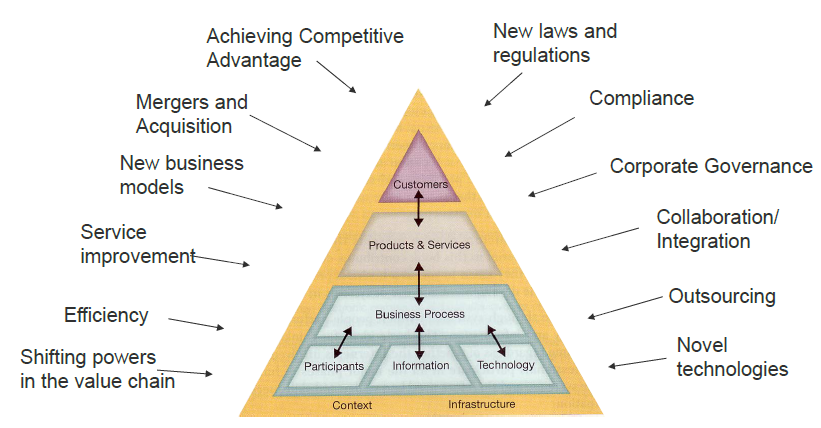 Achieving Competitive
Advantage
New laws and
regulations
Mergers and
Acquisition
Compliance
New business
models
Corporate Governance
Customers
Service
improvement
Collaboration/
Integration
Products & Services
Efficiency
Outsourcing
Business Process
Shifting powers
in the value chain
Novel
technologies
Participants
Information
Technology
Context
Infrastructure